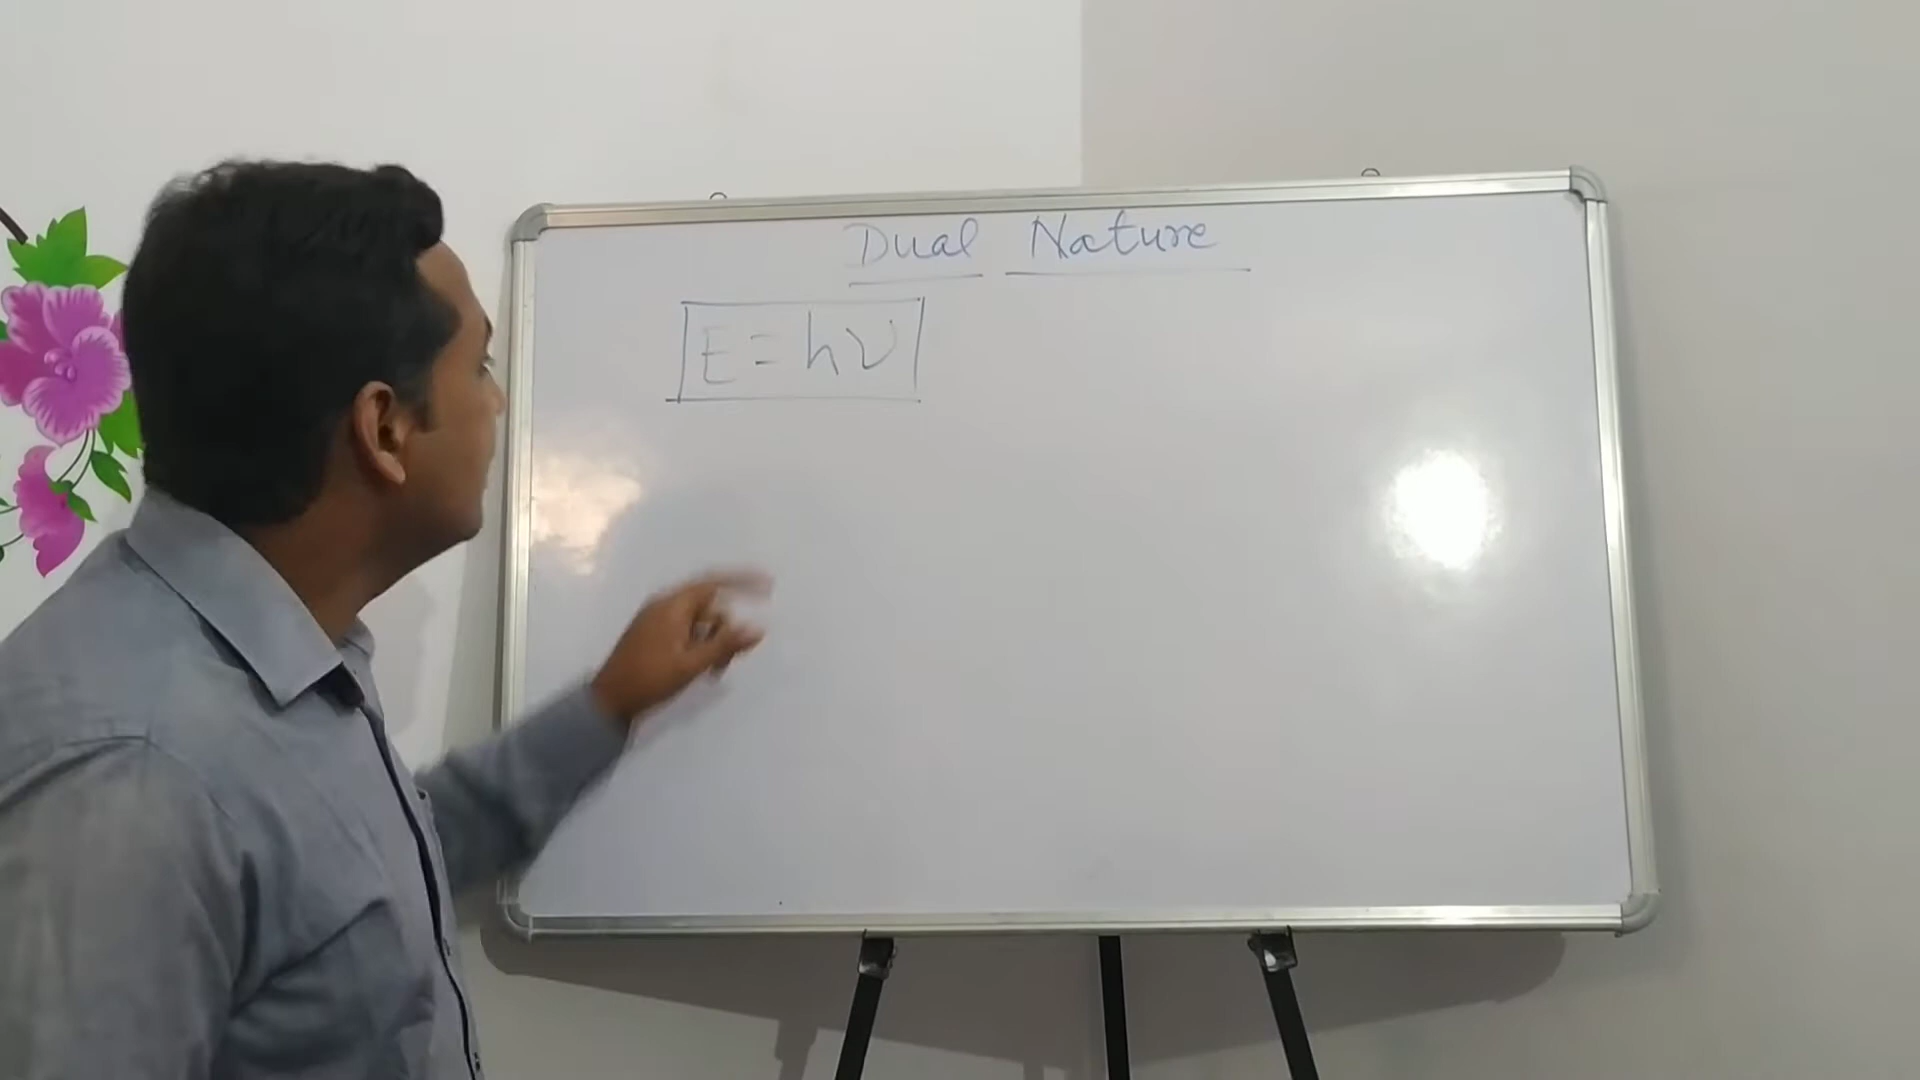 Dual Nature
E = hν